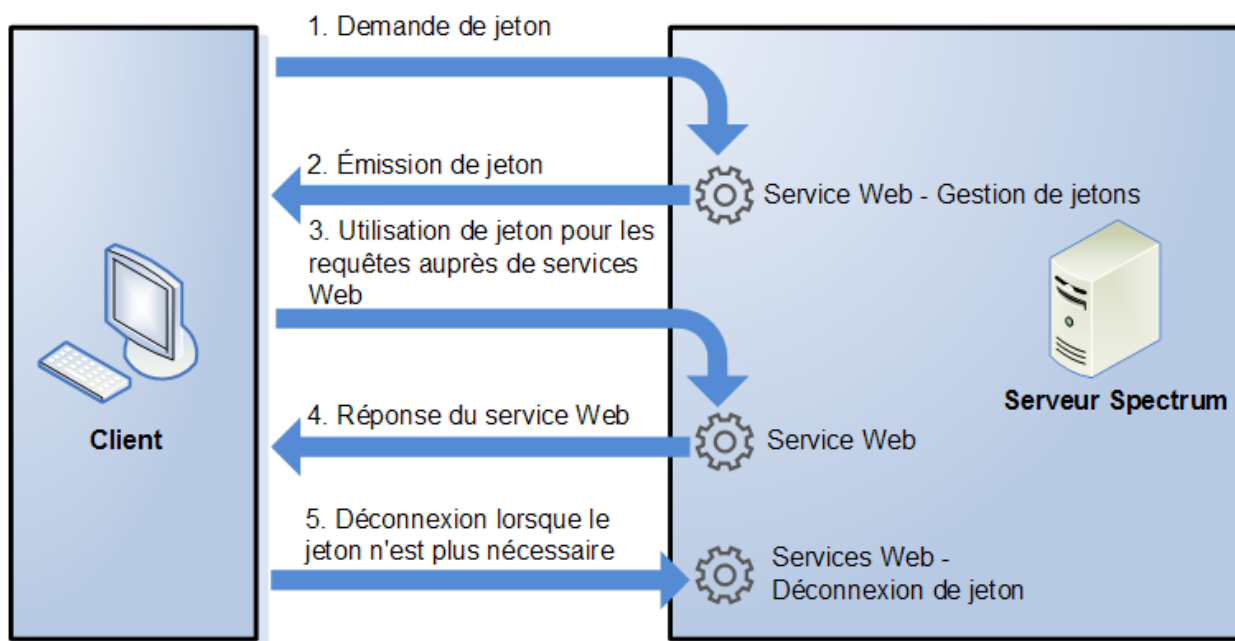 1. Demande de jeton
2. Émission de jeton
Service Web - Gestion de jetons
3. Utilisation de jeton pour les
requêtes auprès de services
Web
Serveur Spectrum
4. Réponse du service Web
Client
Service Web
5. Déconnexion lorsque le
jeton n'est plus nécessaire
Services Web -
Déconnexion de jeton